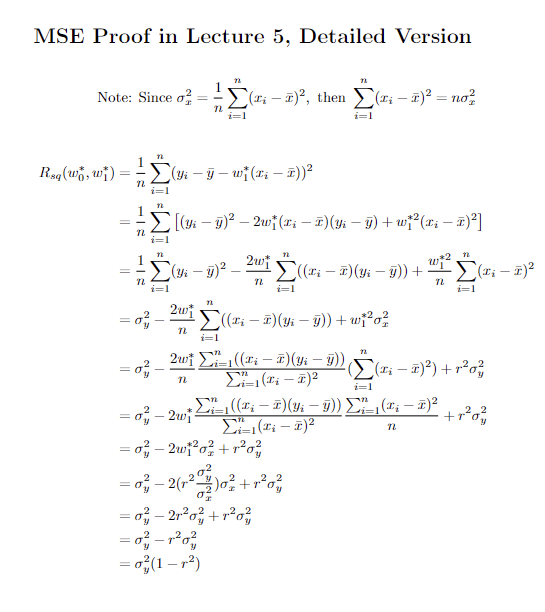 MSE Proof in Lecture 5, Detailed Version
Note: Since $\sigma_x^2 = \frac{1}{n}\sum_{i=1}^{n}(x_i - \bar{x})^2$, then $\sum_{i=1}^{n}(x_i - \bar{x})^2 = n\sigma_x^2$
$R_{sq}(w_0^*, w_1^*) = \frac{1}{n}\sum_{i=1}^{n}(y_i - \bar{y} - w_1^*(x_i - \bar{x}))^2$
$= \frac{1}{n}\sum_{i=1}^{n}\left[(y_i - \bar{y})^2 - 2w_1^*(x_i - \bar{x})(y_i - \bar{y}) + w_1^{*2}(x_i - \bar{x})^2\right]$
$= \frac{1}{n}\sum_{i=1}^{n}(y_i - \bar{y})^2 - \frac{2w_1^*}{n}\sum_{i=1}^{n}((x_i - \bar{x})(y_i - \bar{y})) + \frac{w_1^{*2}}{n}\sum_{i=1}^{n}(x_i - \bar{x})^2$
$= \sigma_y^2 - \frac{2w_1^*}{n}\sum_{i=1}^{n}((x_i - \bar{x})(y_i - \bar{y})) + w_1^{*2}\sigma_x^2$
$= \sigma_y^2 - \frac{2w_1^*}{n}\frac{\sum_{i=1}^{n}((x_i - \bar{x})(y_i - \bar{y}))}{\sum_{i=1}^{n}(x_i - \bar{x})^2}(\sum_{i=1}^{n}(x_i - \bar{x})^2) + r^2\sigma_y^2$
$= \sigma_y^2 - 2w_1^*\frac{\sum_{i=1}^{n}((x_i - \bar{x})(y_i - \bar{y}))}{\sum_{i=1}^{n}(x_i - \bar{x})^2}\frac{\sum_{i=1}^{n}(x_i - \bar{x})^2}{n} + r^2\sigma_y^2$
$= \sigma_y^2 - 2w_1^{*2}\sigma_x^2 + r^2\sigma_y^2$
$= \sigma_y^2 - 2(r^2\frac{\sigma_y^2}{\sigma_x^2})\sigma_x^2 + r^2\sigma_y^2$
$= \sigma_y^2 - 2r^2\sigma_y^2 + r^2\sigma_y^2$
$= \sigma_y^2 - r^2\sigma_y^2$
$= \sigma_y^2(1 - r^2)$